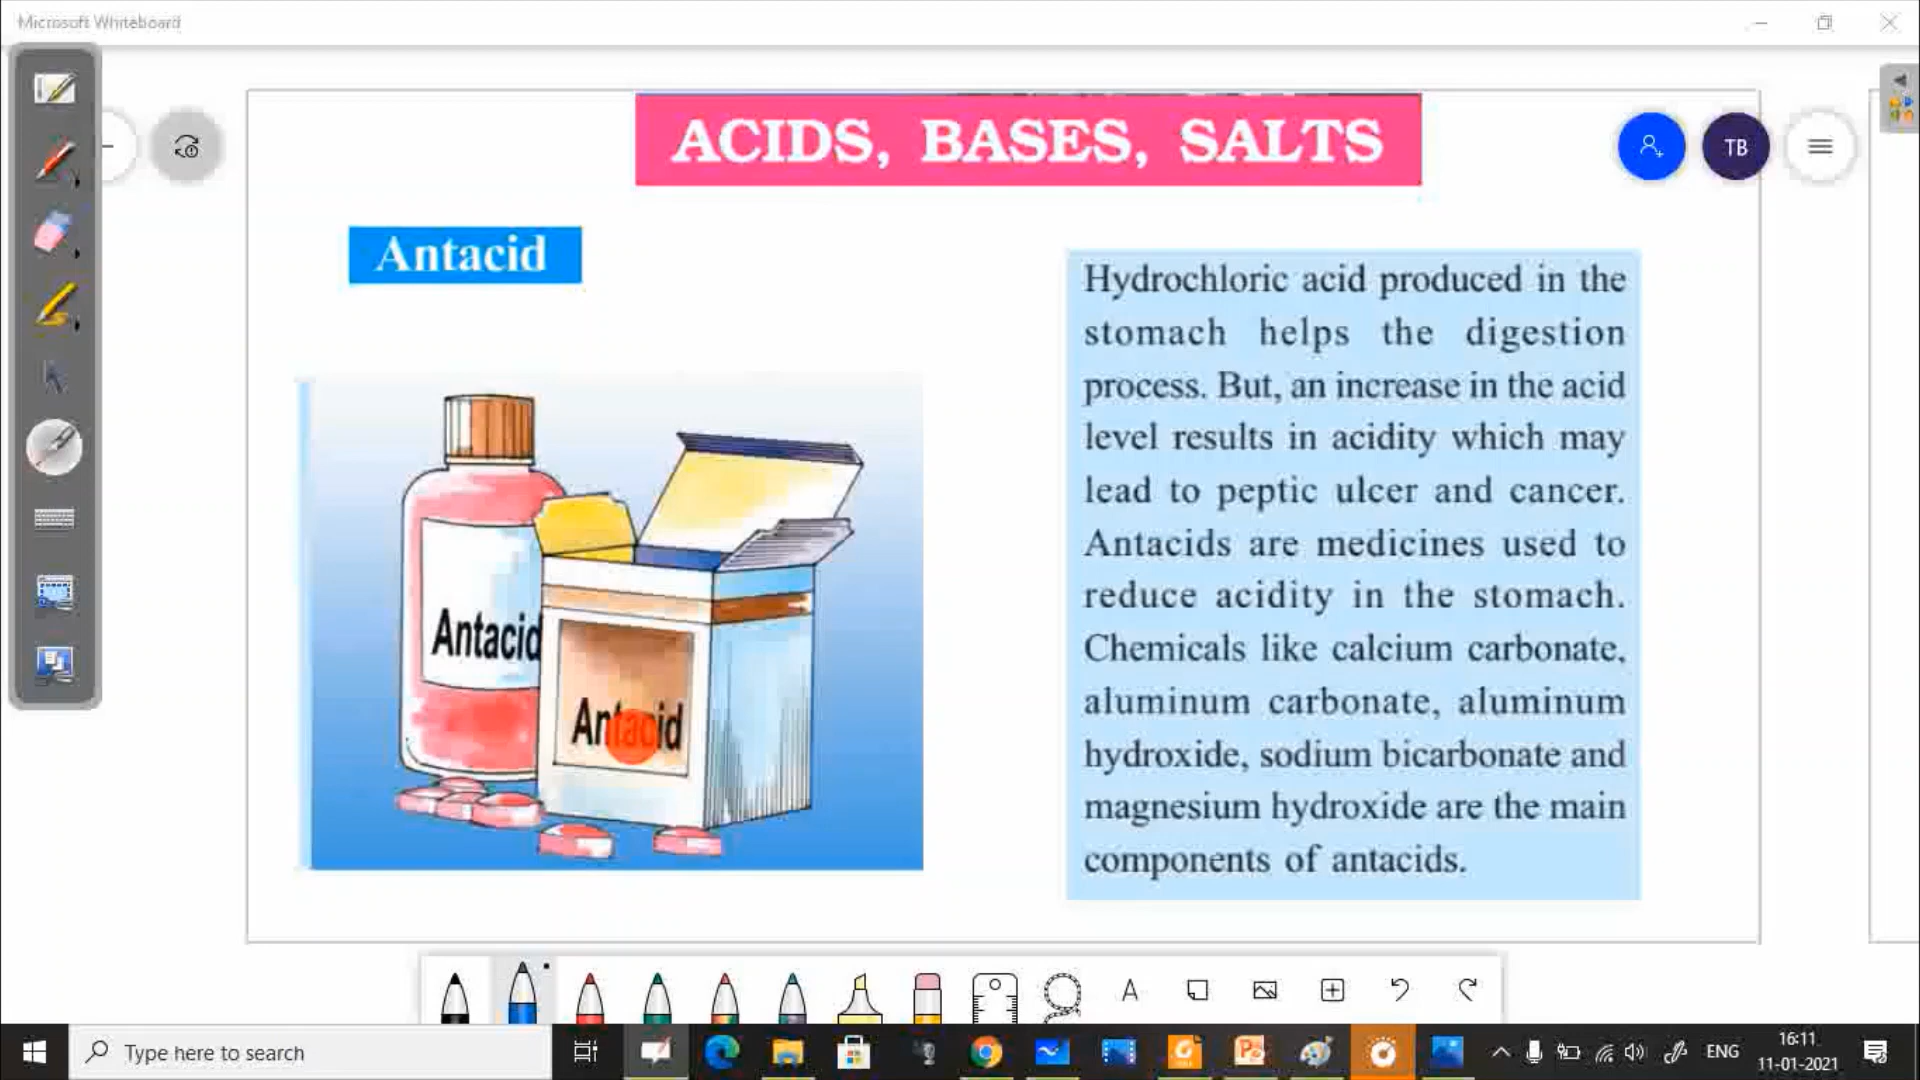 Microsoft Whiteboard
ACIDS, BASES, SALTS
TB
Antacid
Hydrochloric acid produced in the
stomach helps the digestion
process. But, an increase in the acid
level results in acidity which may
lead to peptic ulcer and cancer.
Antacids are medicines used to
reduce acidity in the stomach.
Chemicals like calcium carbonate,
aluminum carbonate, aluminum
hydroxide, sodium bicarbonate and
magnesium hydroxide are the main
components of antacids.
Antacid
Antacid
A
Type here to search
ENG
16:11
11-01-2021